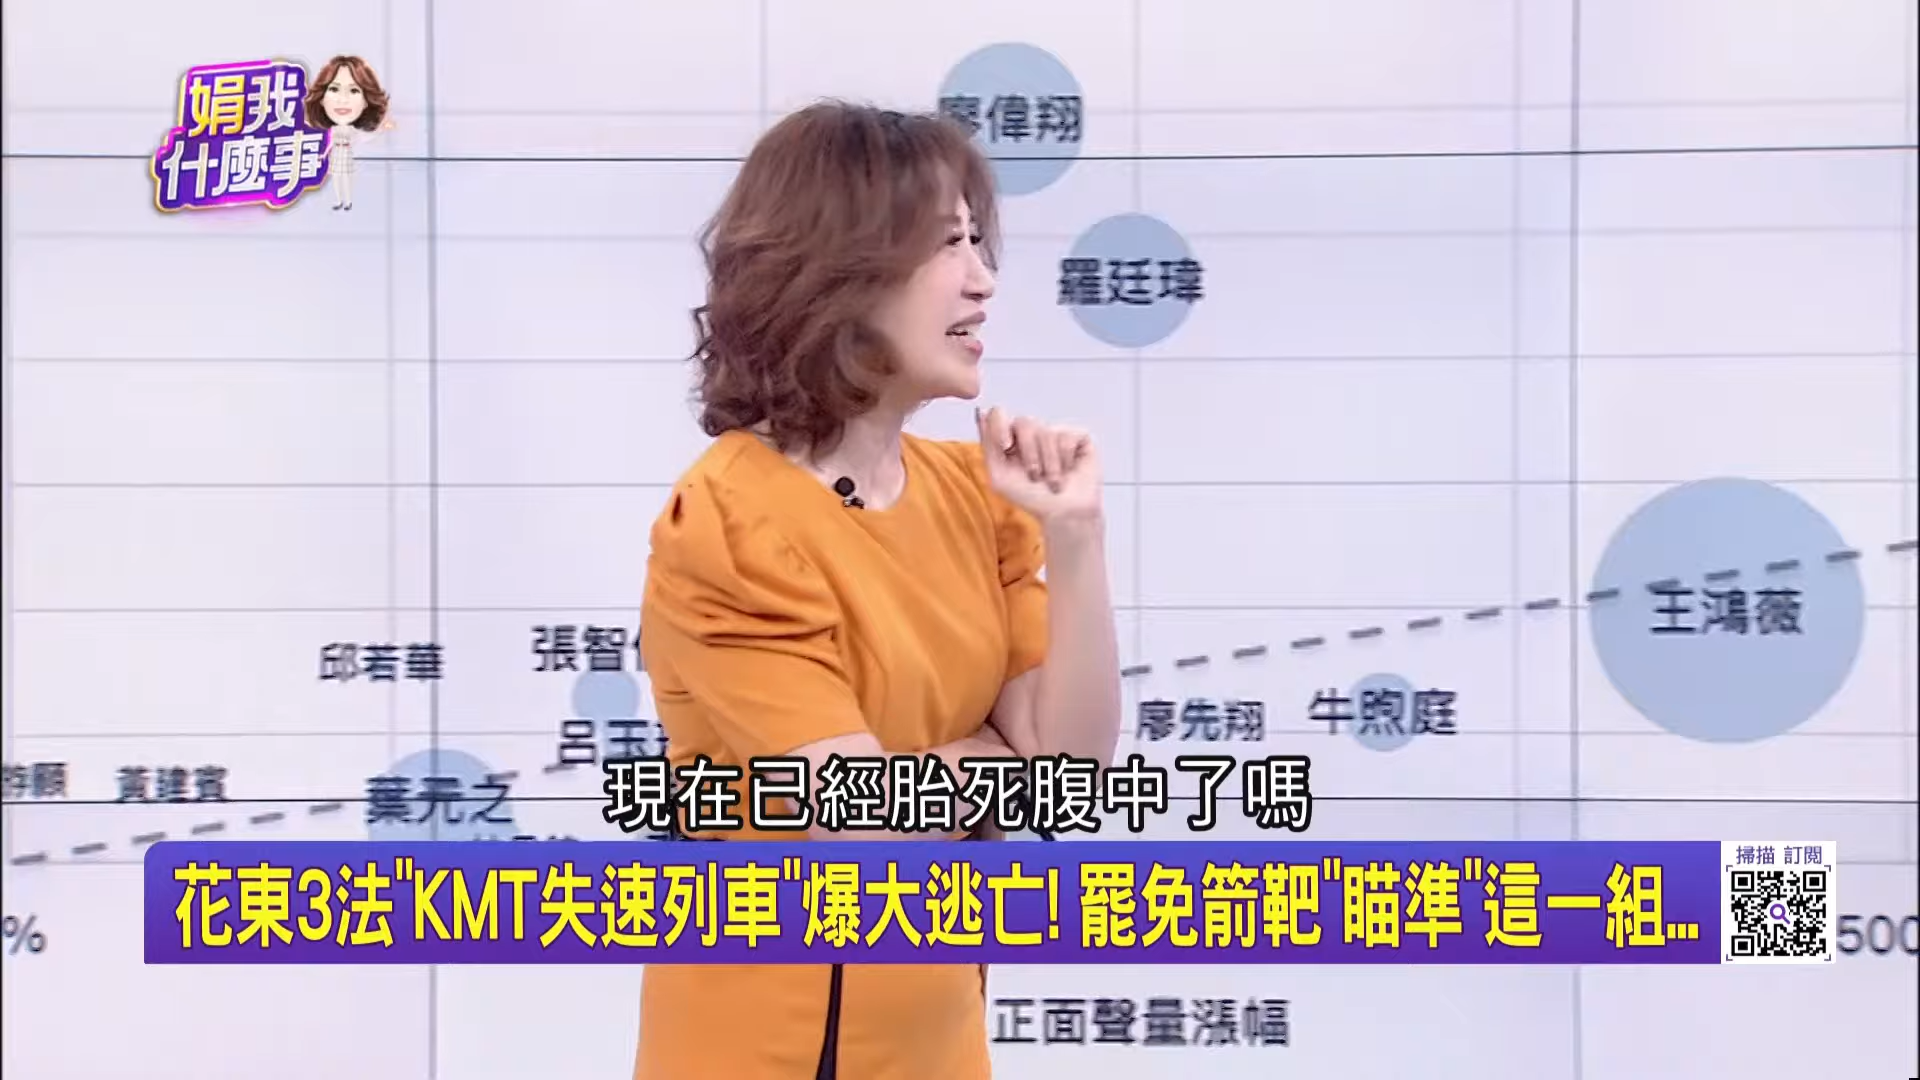 娟我
什麼事
廖偉翔
羅廷瑋
王鴻薇
張智
邱若華
呂玉
廖先翔
牛煦庭
黃建賓
葉元之
現在已經胎死腹中了嗎
掃描 訂閱
花東3法"KMT失速列車"爆大逃亡! 罷免箭靶"瞄準"這一組...
%
500
正面聲量漲幅